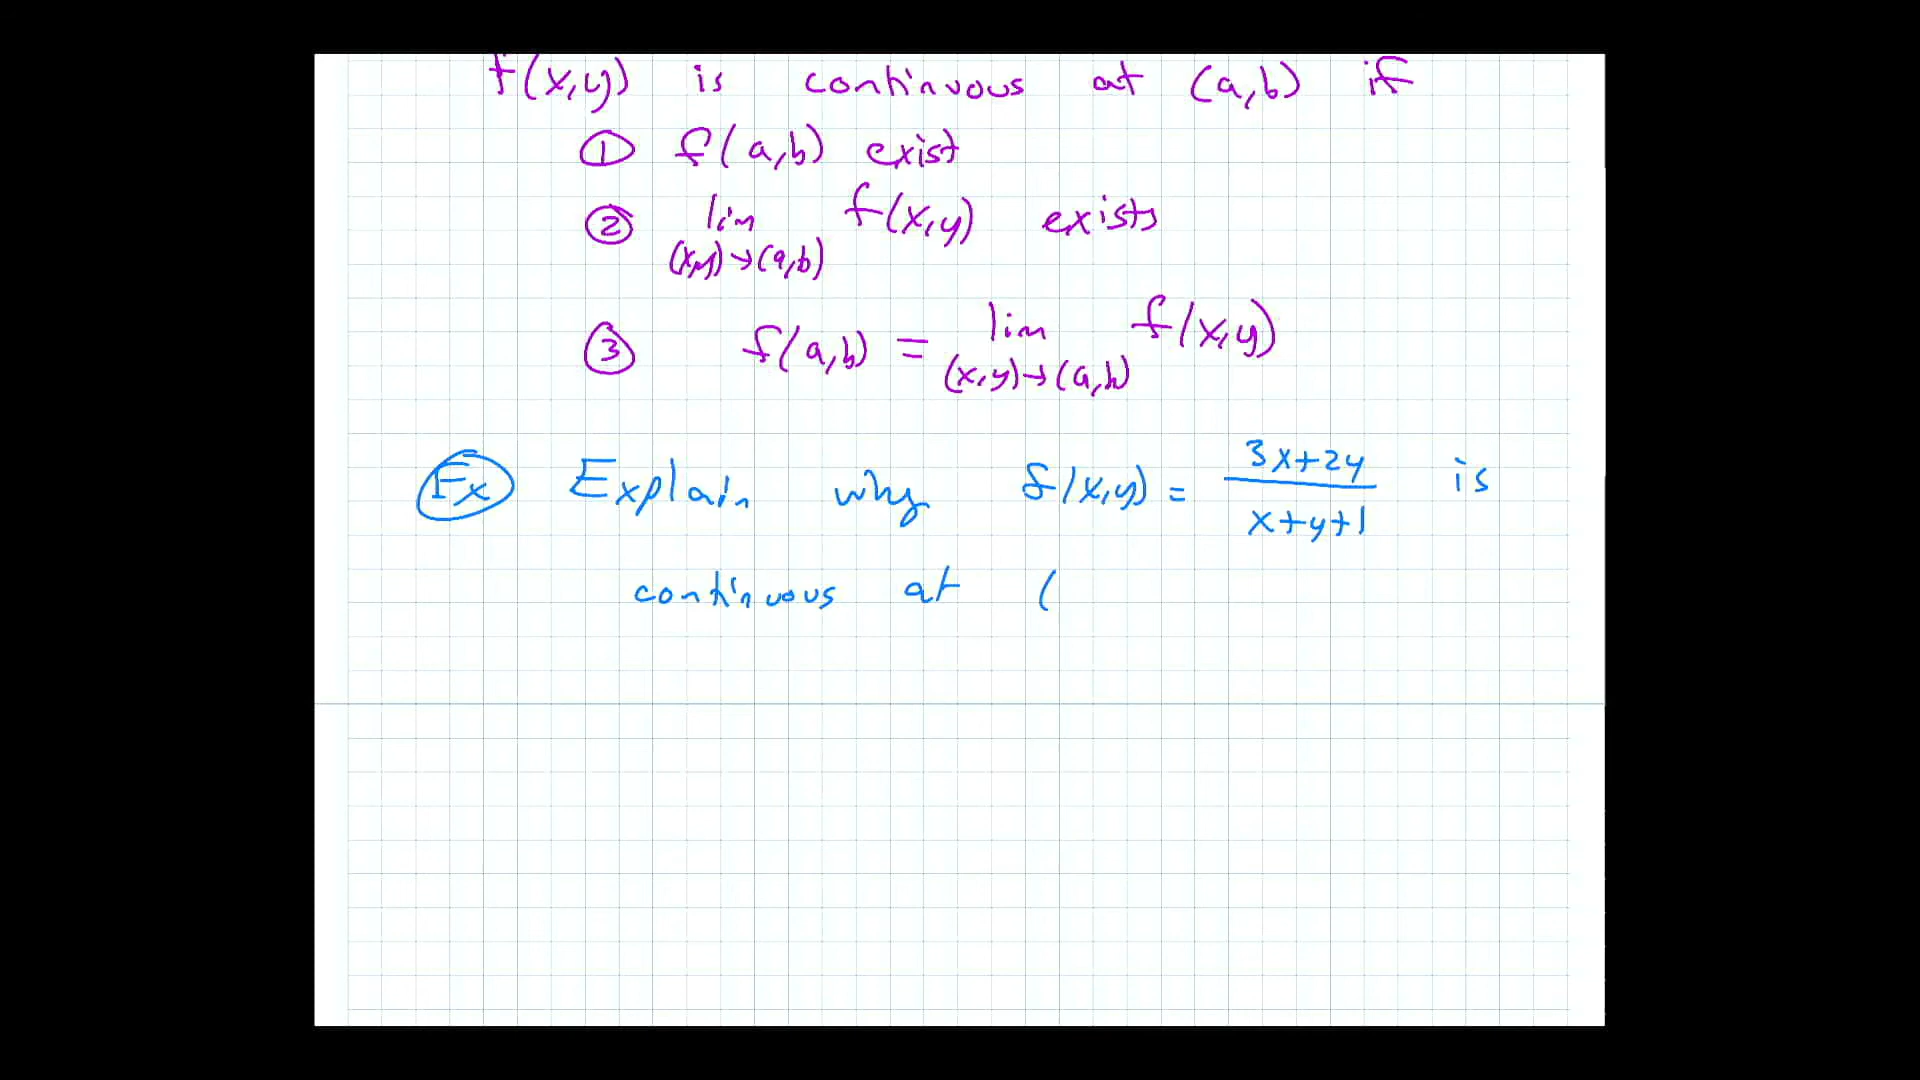 f(x,y) is continuous at (a,b) if
① f(a,b) exist
② lim f(x,y) exists
(x,y)→(a,b)
③ f(a,b) = lim f(x,y)
(x,y)→(a,b)
Ex Explain why f(x,y) = 3x+2y / x+y+1 is
continuous at (